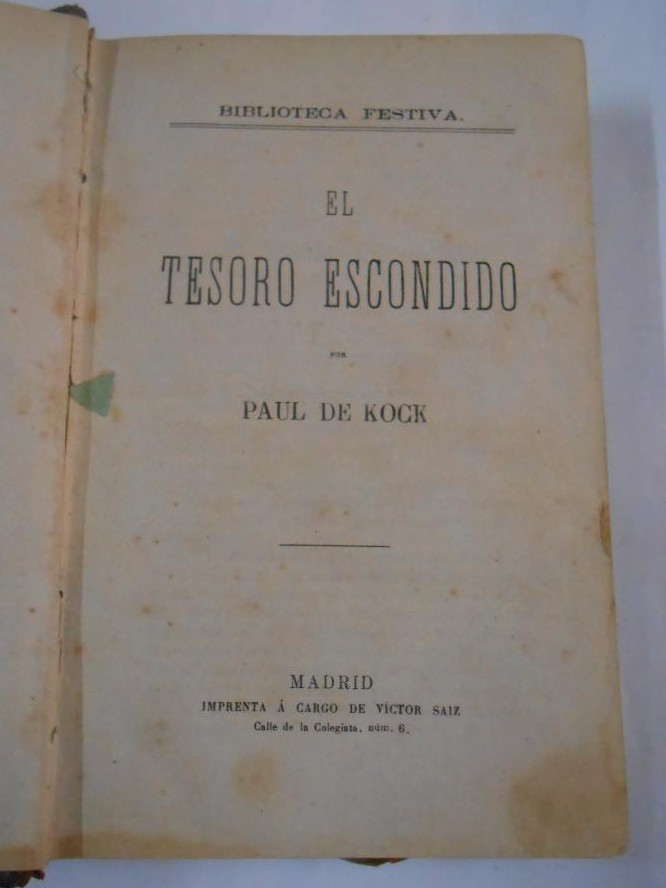 BIBLIOTECA FESTIVA.
EL
TESORO ESCONDIDO
POR
PAUL DE KOCK
MADRID
IMPRENTA Á CARGO DE VÍCTOR SAIZ
Calle de la Colegiata, núm. 6.